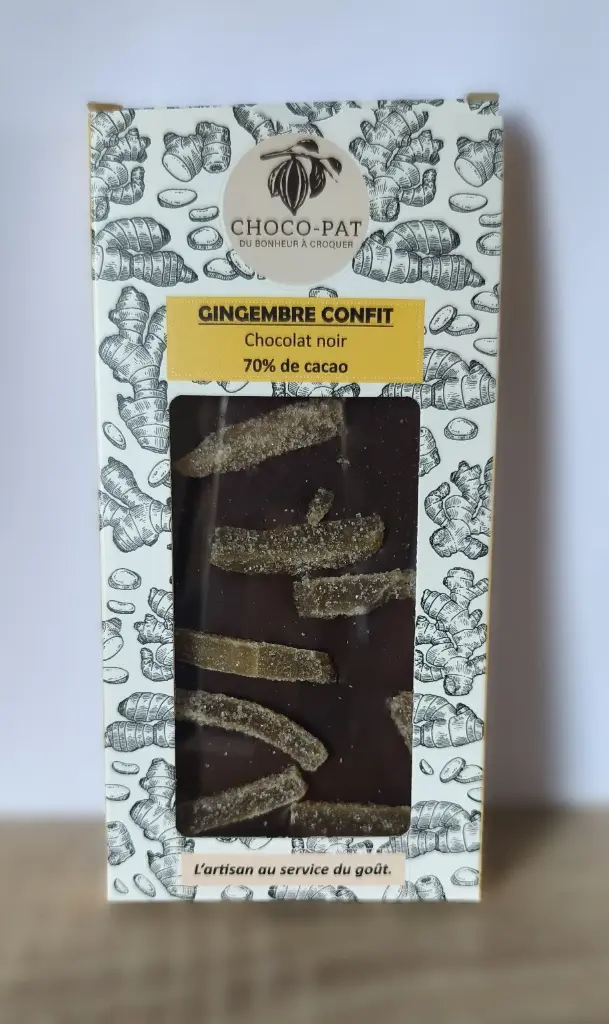 CHOCO-PAT
DU BONHEUR À CROQUER
GINGEMBRE CONFIT
Chocolat noir
70% de cacao
L'artisan au service du goût.